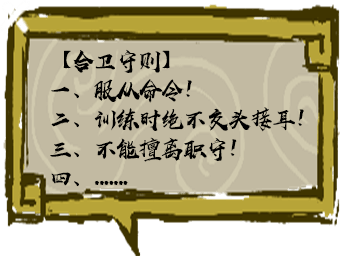 【合卫守则】
一、服从命令！
二、训练时绝不交头接耳！
三、不能擅离职守！
四、……